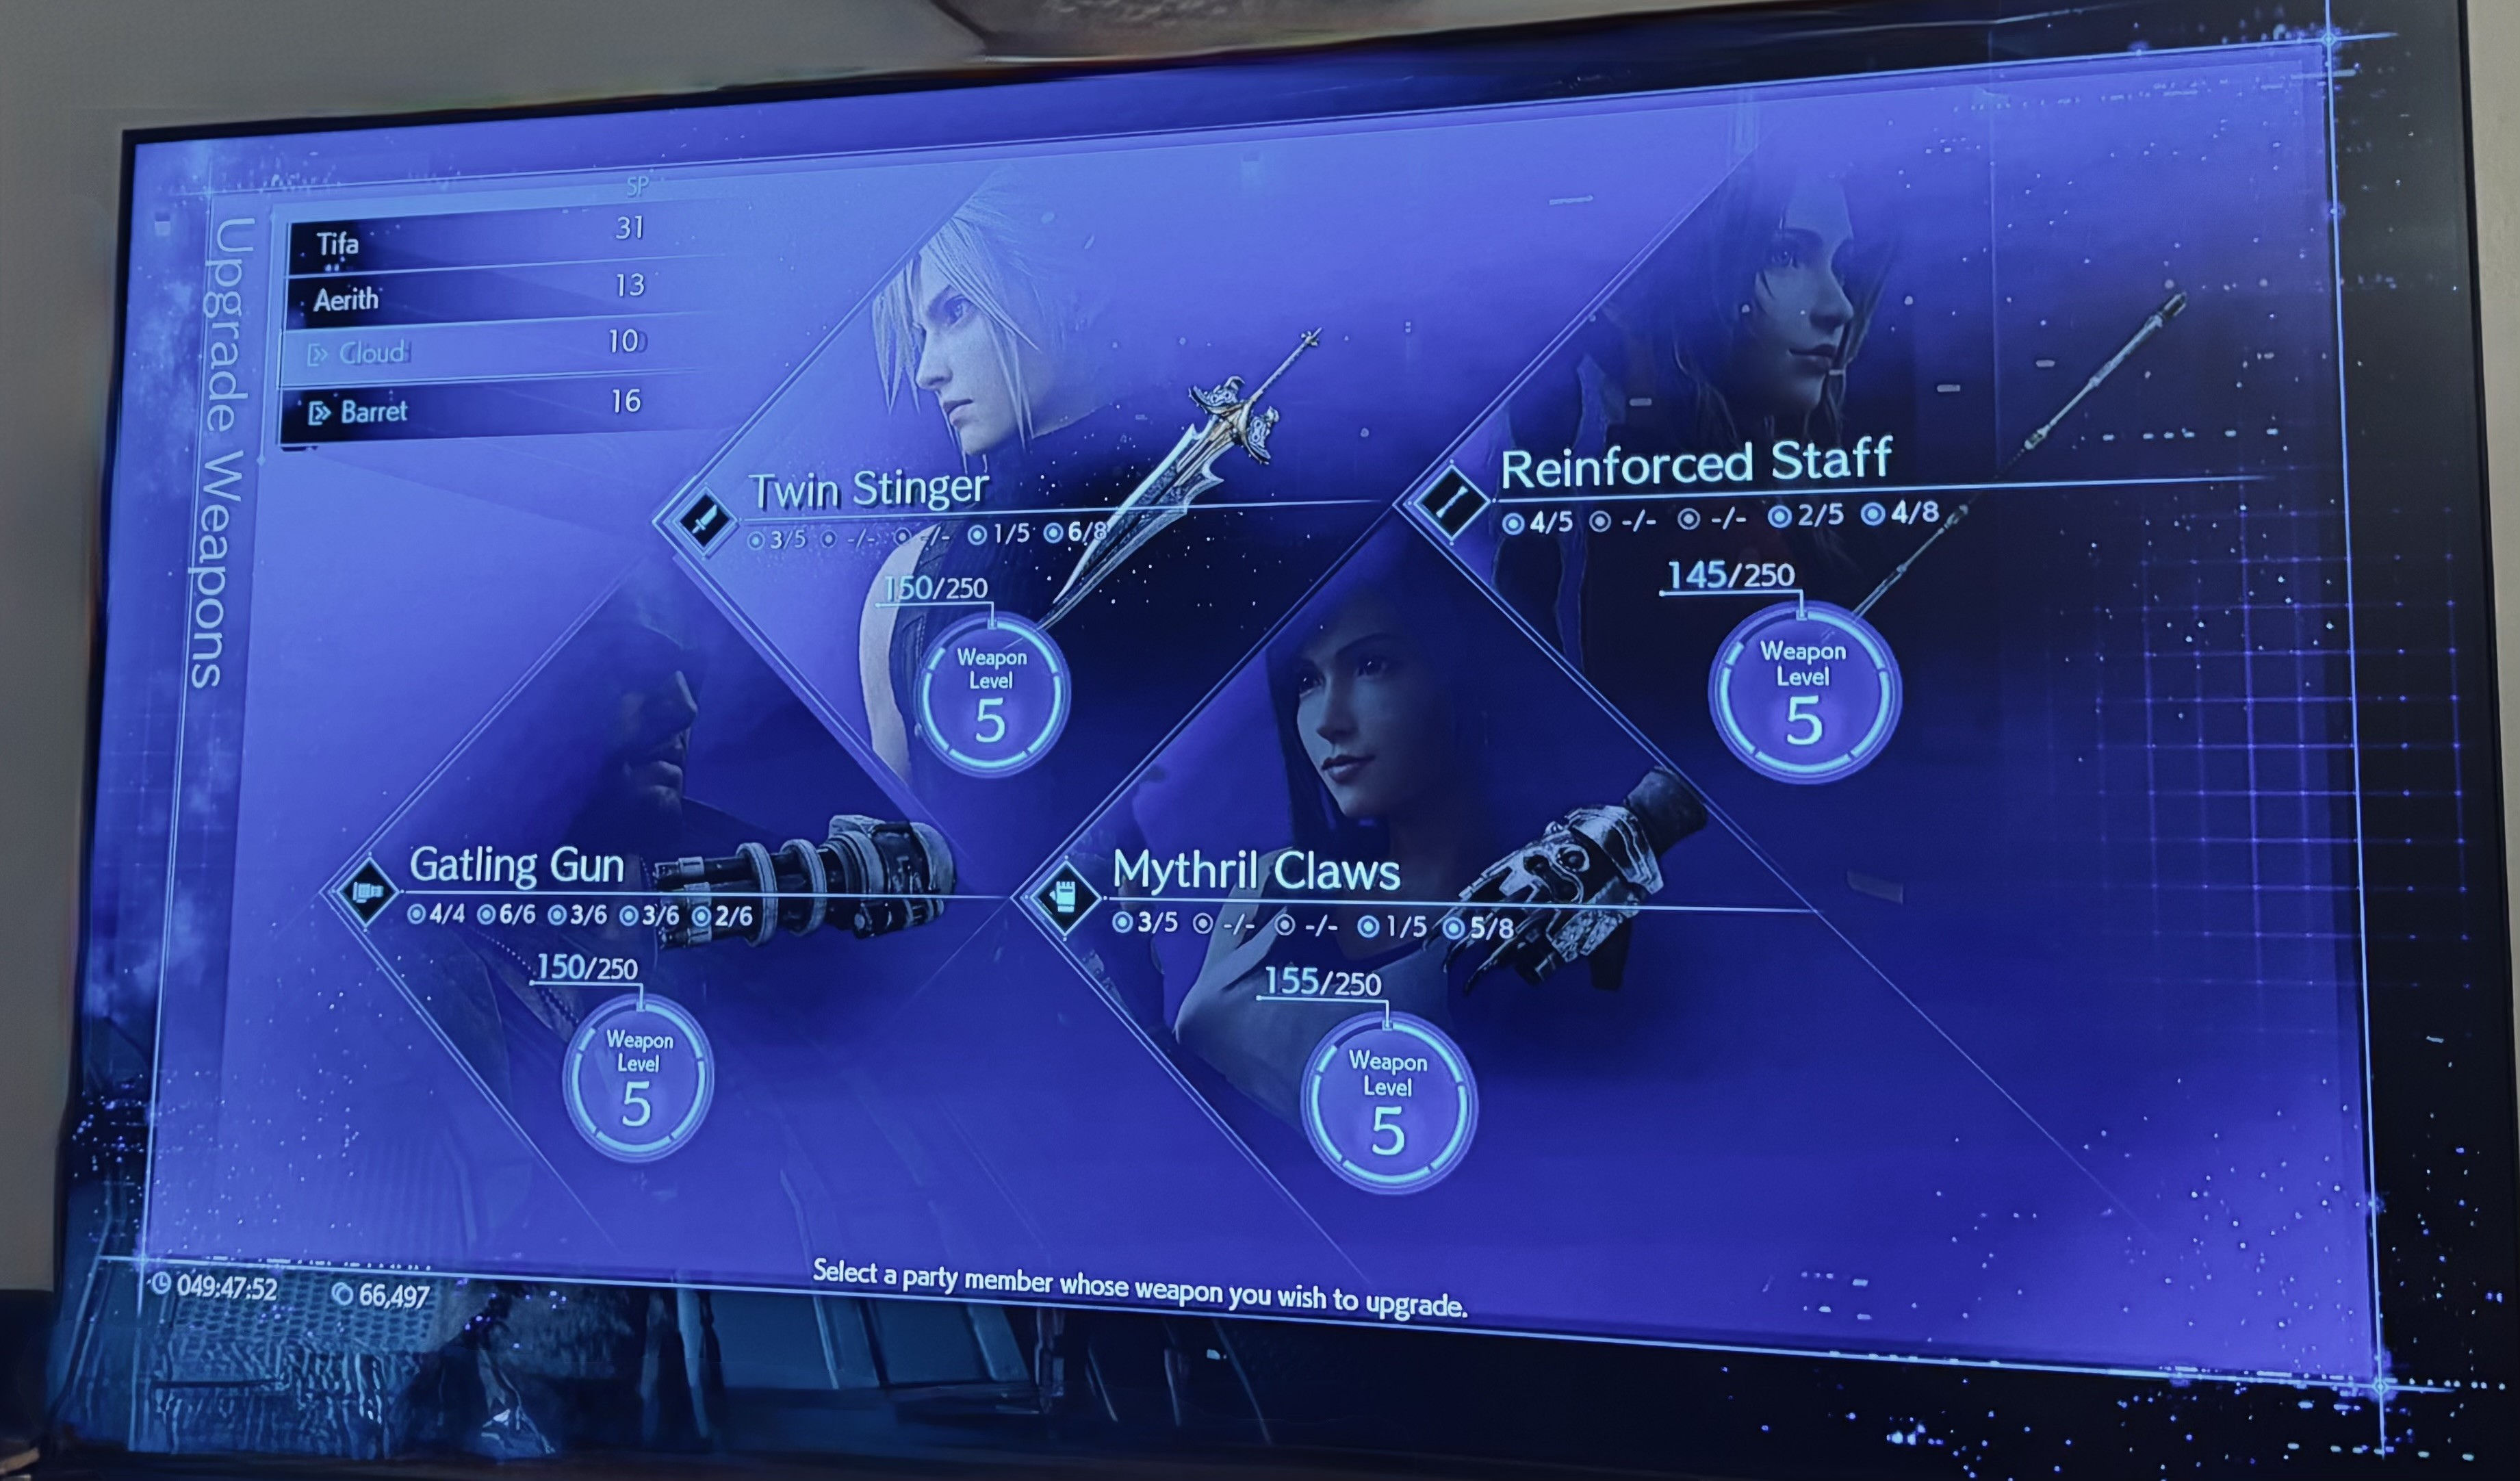 Upgrade Weapons
SP
Tifa 31
Aerith 13
Cloud 10
Barret 16
Twin Stinger
3/5 -/- -/- 1/5 6/8
150/250
Weapon
Level
5
Reinforced Staff
4/5 -/- -/- 2/5 4/8
145/250
Weapon
Level
5
Gatling Gun
4/4 6/6 3/6 3/6 2/6
150/250
Weapon
Level
5
Mythril Claws
3/5 -/- -/- 1/5 5/8
155/250
Weapon
Level
5
049:47:52 66,497
Select a party member whose weapon you wish to upgrade.